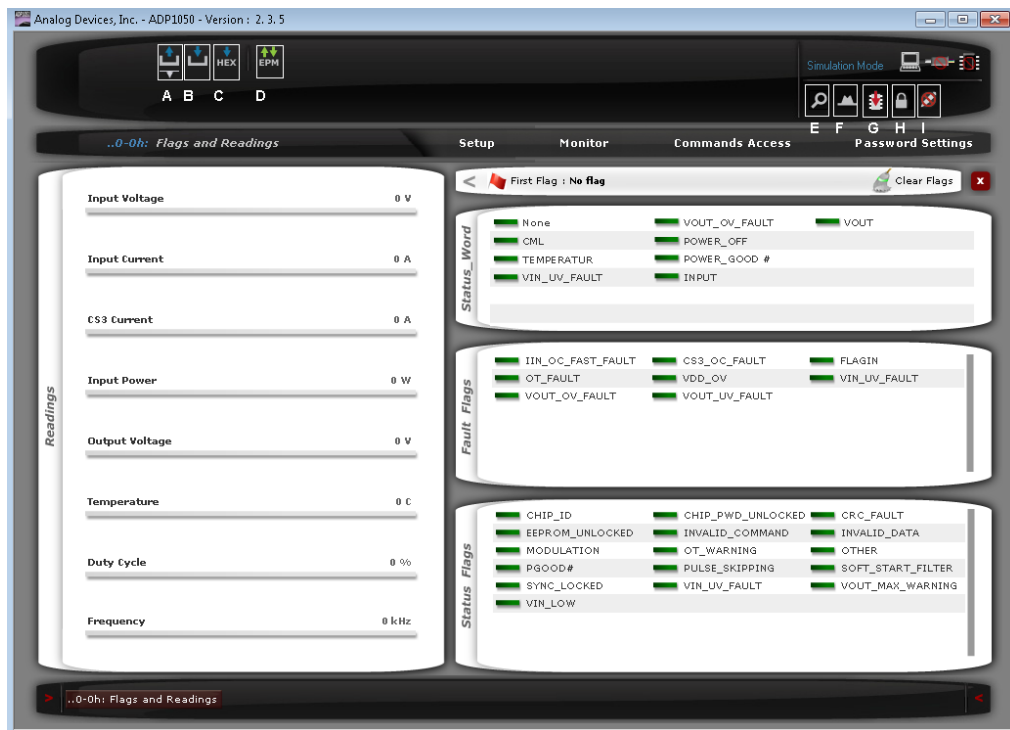 Analog Devices, Inc. - ADP1050 - Version : 2. 3. 5
HEX EPM
Simulation Mode
A B C D
E F G H I
..0-0h: Flags and Readings
Setup Monitor Commands Access Password Settings
Readings
Input Voltage 0 V
Input Current 0 A
CS3 Current 0 A
Input Power 0 W
Output Voltage 0 V
Temperature 0 C
Duty Cycle 0 %
Frequency 0 kHz
< First Flag : No flag Clear Flags x
Status_Word
None VOUT_OV_FAULT VOUT
CML POWER_OFF
TEMPERATUR POWER_GOOD #
VIN_UV_FAULT INPUT
Fault Flags
IIN_OC_FAST_FAULT CS3_OC_FAULT FLAGIN
OT_FAULT VDD_OV VIN_UV_FAULT
VOUT_OV_FAULT VOUT_UV_FAULT
Status Flags
CHIP_ID CHIP_PWD_UNLOCKED CRC_FAULT
EEPROM_UNLOCKED INVALID_COMMAND INVALID_DATA
MODULATION OT_WARNING OTHER
PGOOD# PULSE_SKIPPING SOFT_START_FILTER
SYNC_LOCKED VIN_UV_FAULT VOUT_MAX_WARNING
VIN_LOW
> ..0-0h: Flags and Readings <